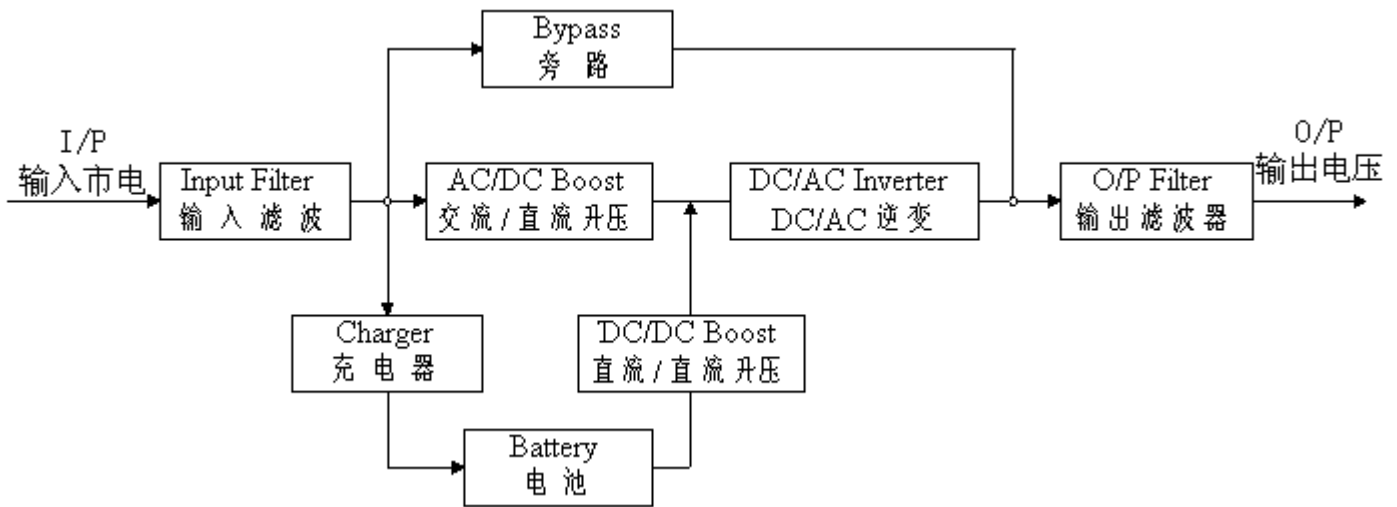 Bypass
旁 路
I/P
输入市电
Input Filter
输 入 滤 波
AC/DC Boost
交流/直流升压
DC/AC Inverter
DC/AC 逆变
O/P Filter
输出滤波器
O/P
输出电压
Charger
充 电 器
DC/DC Boost
直流/直流升压
Battery
电 池